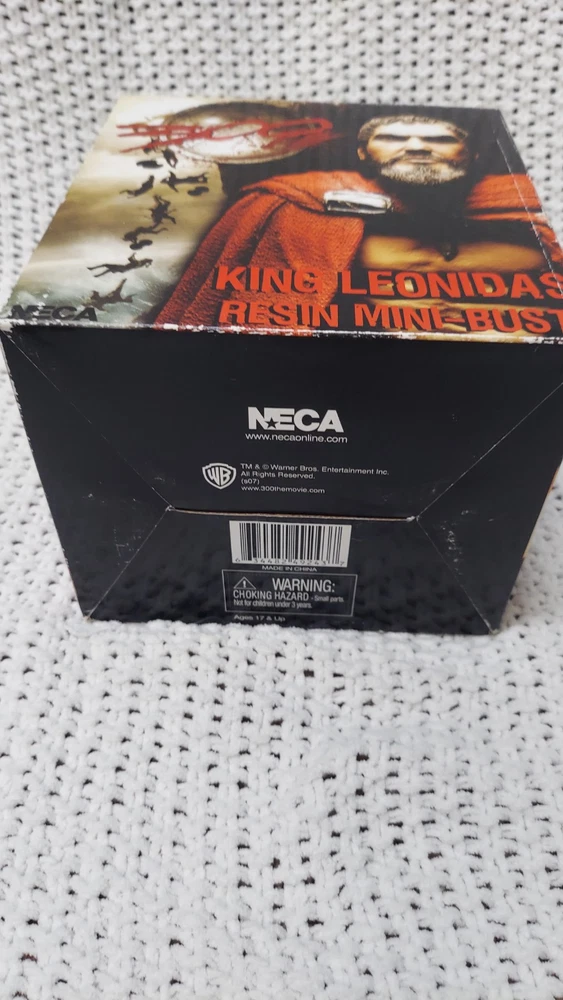 300
KING LEONIDAS
RESIN MINI-BUST
NECA
NECA
www.necaonline.com
WB
TM & © Warner Bros. Entertainment Inc.
All Rights Reserved.
(s07)
www.300themovie.com
MADE IN CHINA
WARNING:
CHOKING HAZARD - Small parts
Not for children under 3 years.
Ages 17 & Up